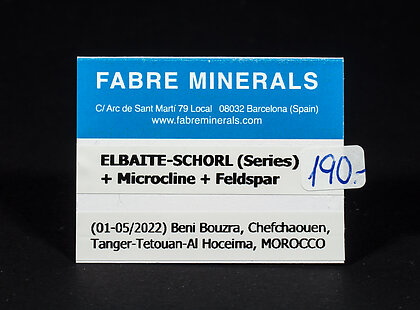 FABRE MINERALS
C/ Arc de Sant Martí 79 Local 08032 Barcelona (Spain)
www.fabreminerals.com
ELBAITE-SCHORL (Series)
+ Microcline + Feldspar
190.-
(01-05/2022) Beni Bouzra, Chefchaouen,
Tanger-Tetouan-Al Hoceima, MOROCCO